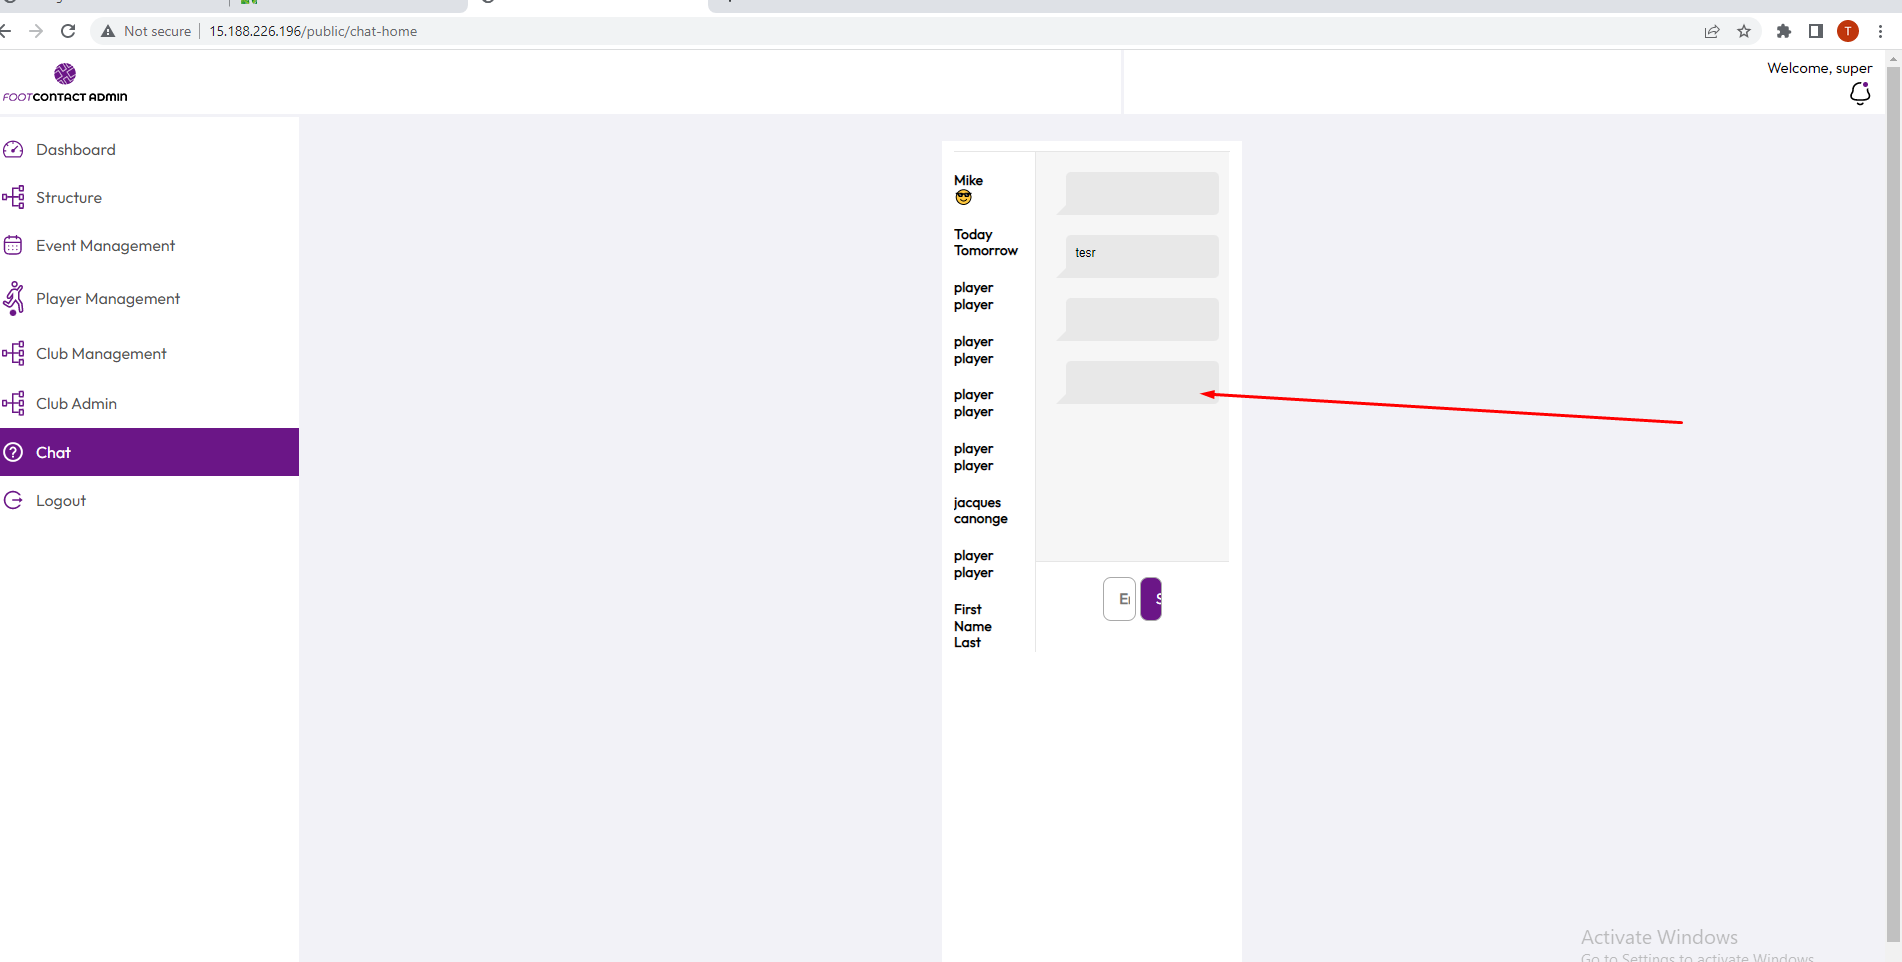 Not secure 15.188.226.196/public/chat-home
T
Welcome, super
FOOTCONTACT ADMIN
Dashboard
Structure
Event Management
Player Management
Club Management
Club Admin
Chat
Logout
Mike
😎
Today
Tomorrow
player
player
player
player
player
player
player
player
jacques
canonge
player
player
First
Name
Last
tesr
E
S
Activate Windows
Go to Settings to activate Windows.